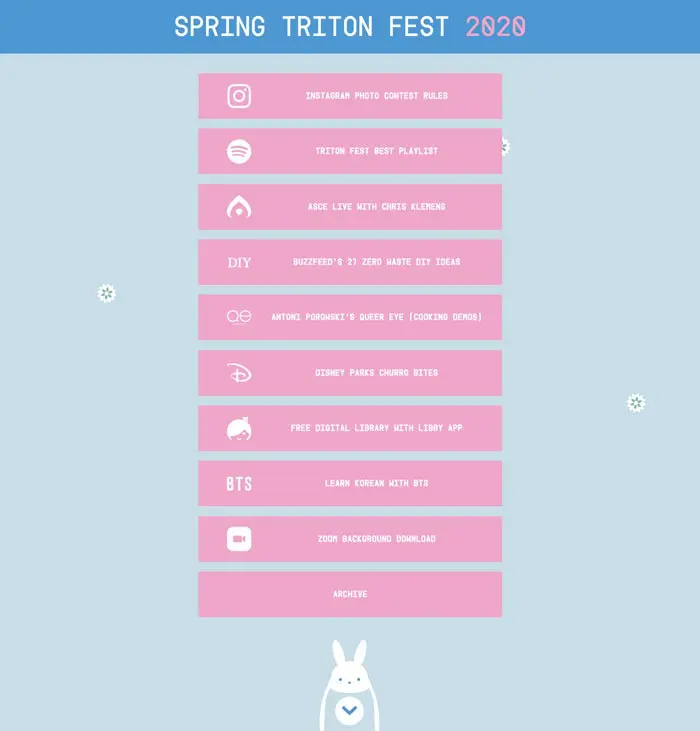 SPRING TRITON FEST 2020
INSTAGRAM PHOTO CONTEST RULES
TRITON FEST BEST PLAYLIST
ASCE LIVE WITH CHRIS KLEMENG
DIY BUZZFEED'S 27 ZERO WASTE DIY IDEAS
QE ANTONI POROWSKI'S QUEER EYE (COOKING DEMOS)
DISNEY PARKS CHURRO BITES
FREE DIGITAL LIBRARY WITH LIBBY APP
BTS LEARN KOREAN WITH BTS
ZOOM BACKGROUND DOWNLOAD
ARCHIVE